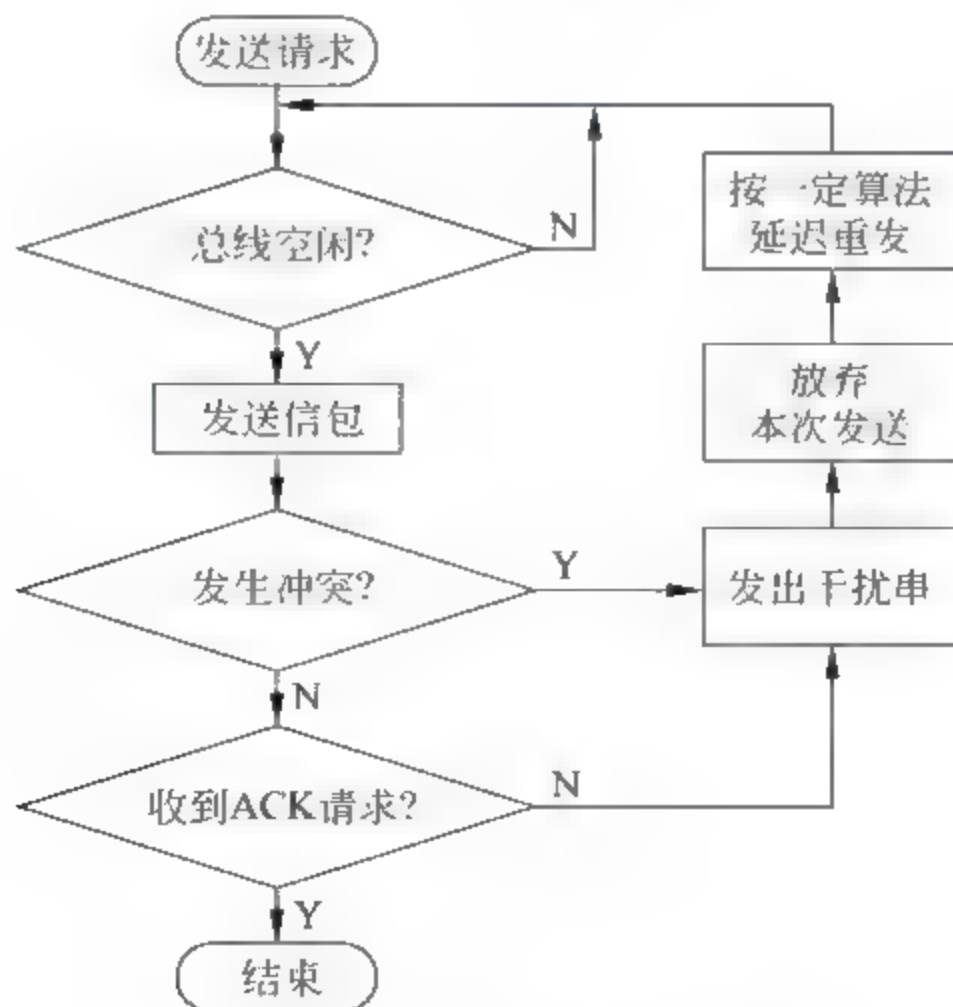 发送请求
总线空闲?
N
Y
发送信包
发生冲突?
Y
N
收到ACK请求?
N
Y
结束
发出干扰串
放弃
本次发送
按一定算法
延迟重发